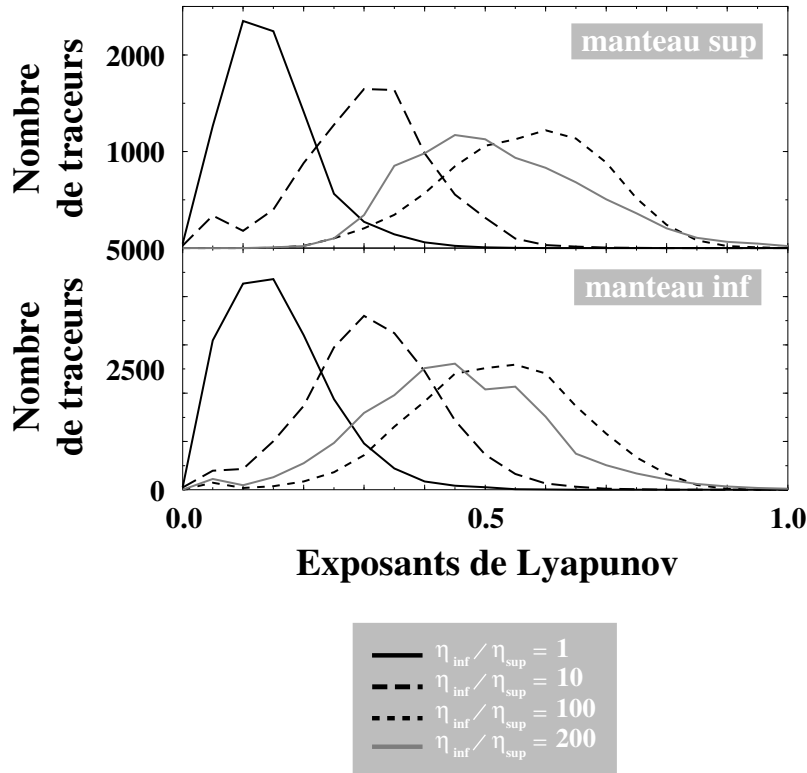 manteau sup
Nombre
de traceurs
2000
1000
5000
manteau inf
Nombre
de traceurs
2500
0
0.0
0.5
1.0
Exposants de Lyapunov
η inf / η sup = 1
η inf / η sup = 10
η inf / η sup = 100
η inf / η sup = 200